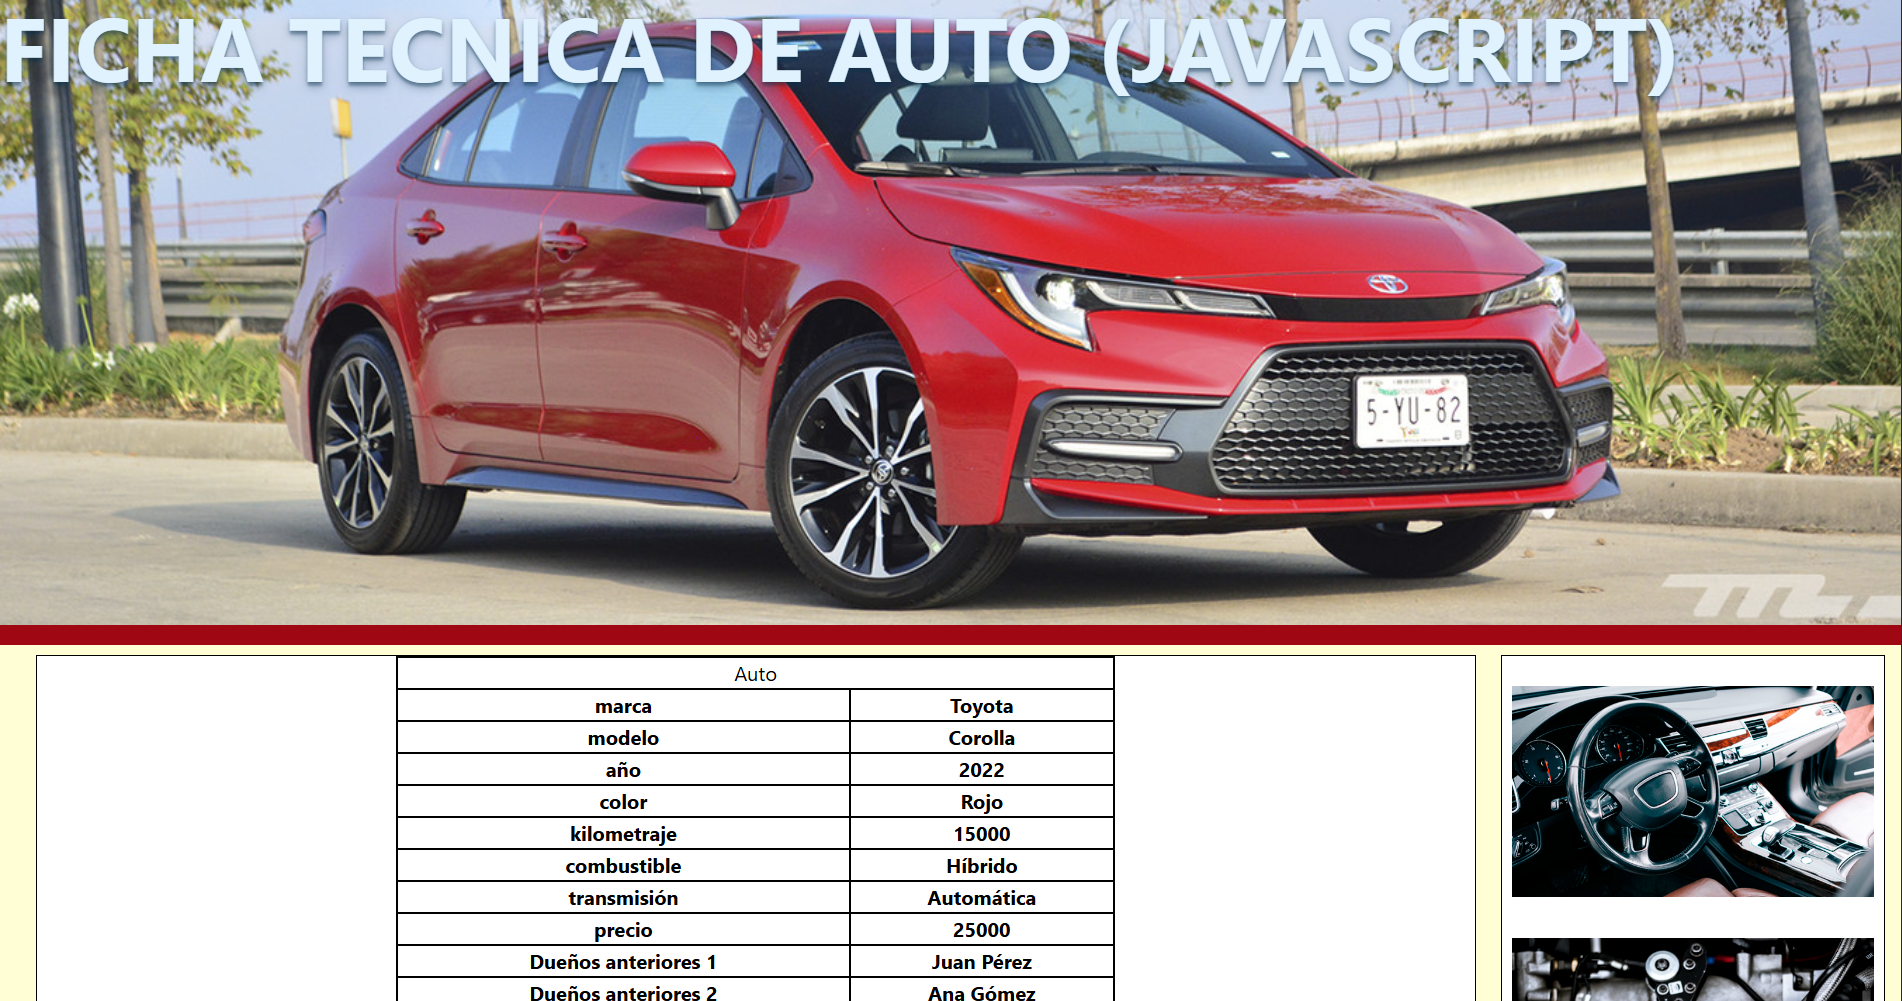 FICHA TECNICA DE AUTO (JAVASCRIPT)
5-YU-82
Auto
marca Toyota
modelo Corolla
año 2022
color Rojo
kilometraje 15000
combustible Híbrido
transmisión Automática
precio 25000
Dueños anteriores 1 Juan Pérez
Dueños anteriores 2 Ana Gómez